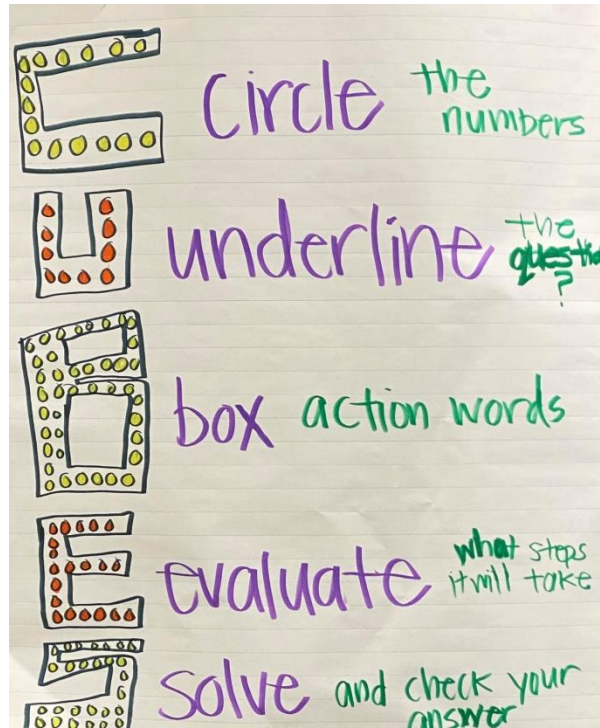 C circle the numbers
U underline the question ?
B box action words
E evaluate what steps it will take
S solve and check your answer